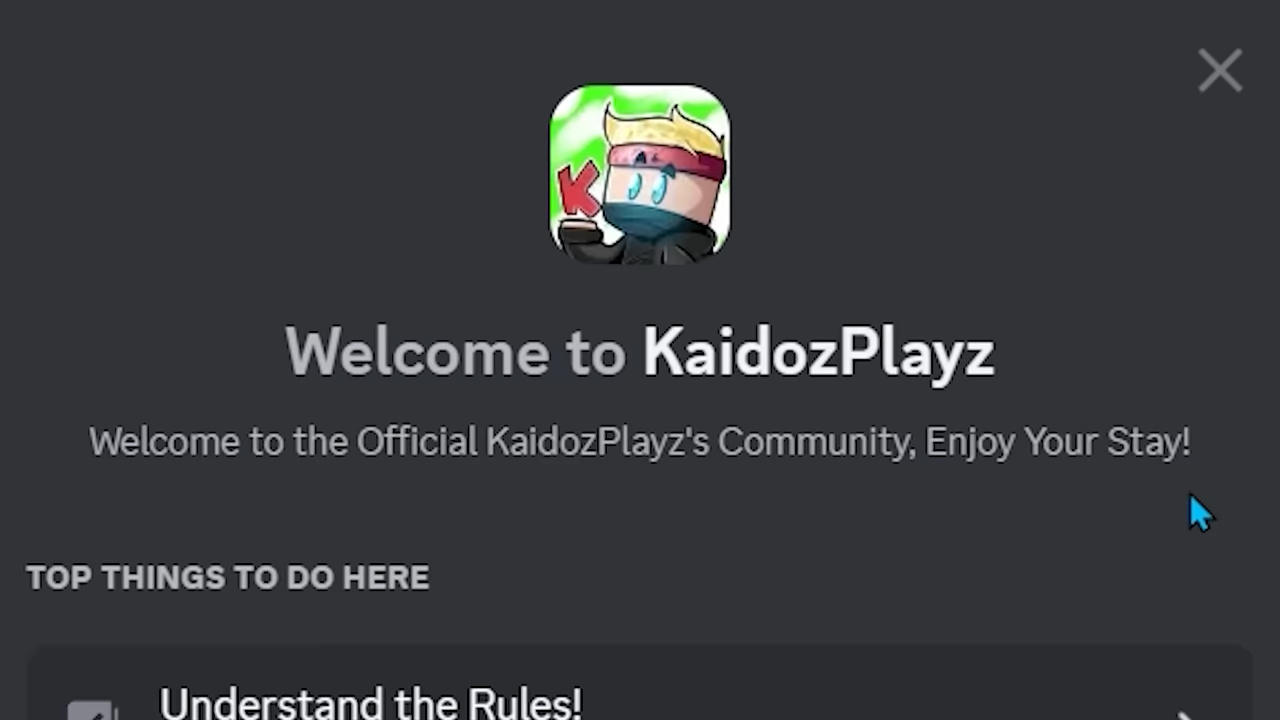 K
Welcome to KaidozPlayz
Welcome to the Official KaidozPlayz's Community, Enjoy Your Stay!
TOP THINGS TO DO HERE
Understand the Rules!